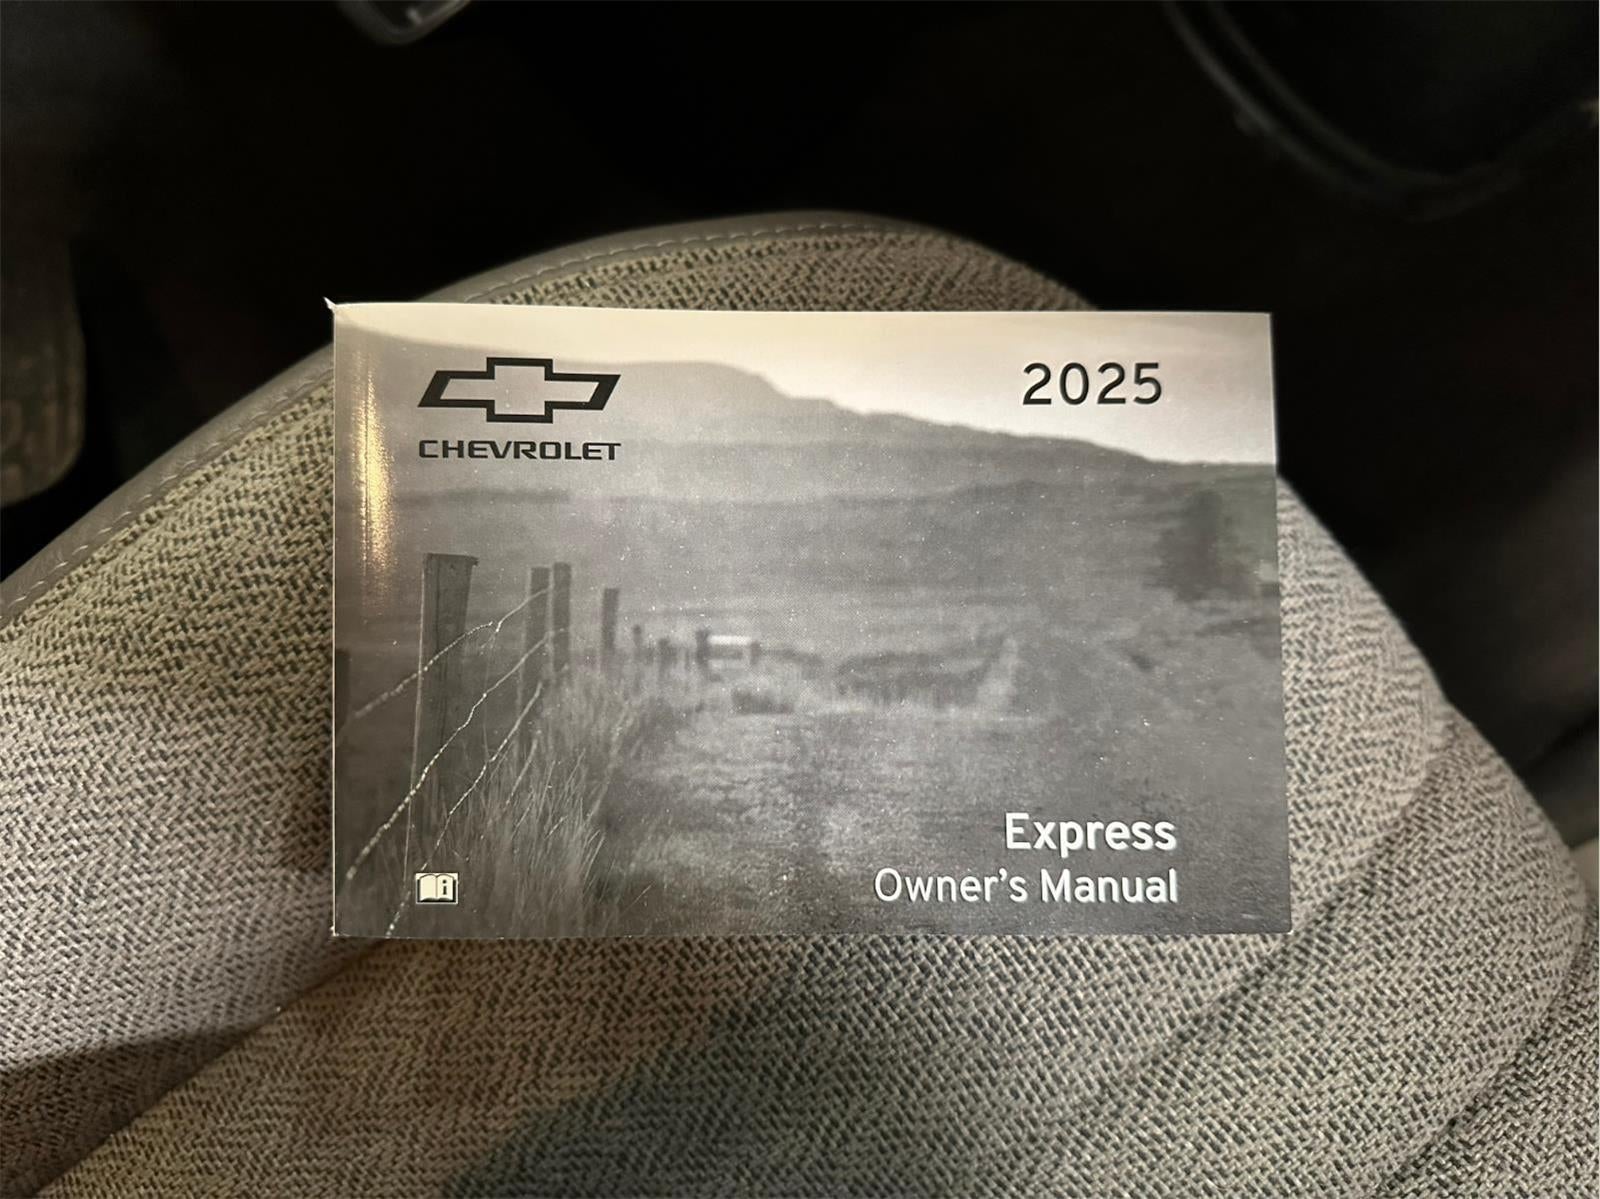 CHEVROLET
2025
Express
Owner's Manual